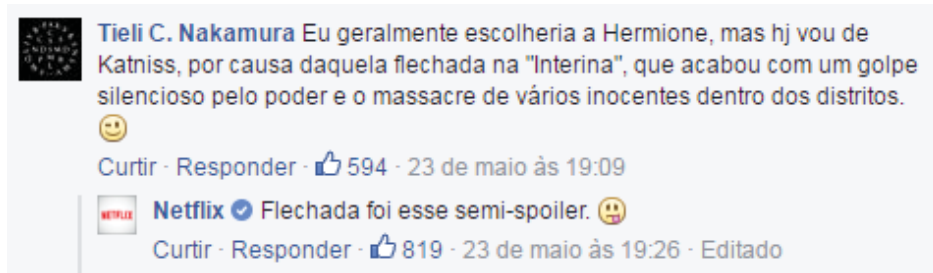 Tieli C. Nakamura Eu geralmente escolheria a Hermione, mas hj vou de
Katniss, por causa daquela flechada na "Interina", que acabou com um golpe
silencioso pelo poder e o massacre de vários inocentes dentro dos distritos.
Curtir · Responder · 594 · 23 de maio às 19:09
NETFLIX
Netflix Flechada foi esse semi-spoiler.
Curtir · Responder · 819 · 23 de maio às 19:26 · Editado